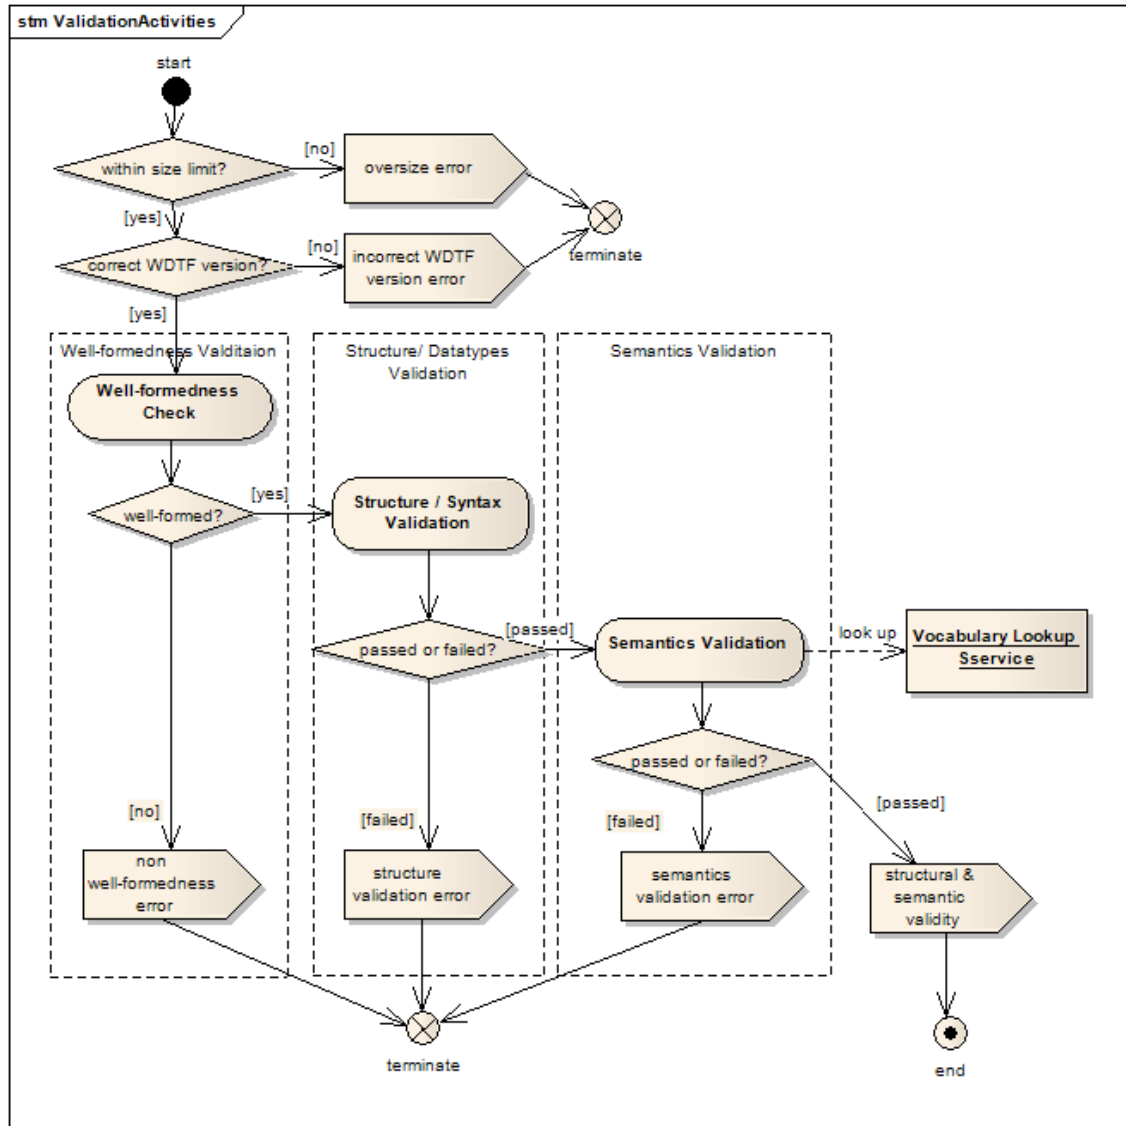 stm ValidationActivities
start
within size limit?
[no]
oversize error
[yes]
terminate
correct WDTF version?
[no]
incorrect WDTF
version error
[yes]
Well-formedness Valditaion
Structure/ Datatypes
Validation
Semantics Validation
Well-formedness
Check
well-formed?
[yes]
Structure / Syntax
Validation
passed or failed?
[passed]
Semantics Validation
look up
Vocabulary Lookup
Sservice
passed or failed?
[passed]
[no]
[failed]
[failed]
non
well-formedness
error
structure
validation error
semantics
validation error
structural &
semantic
validity
terminate
end